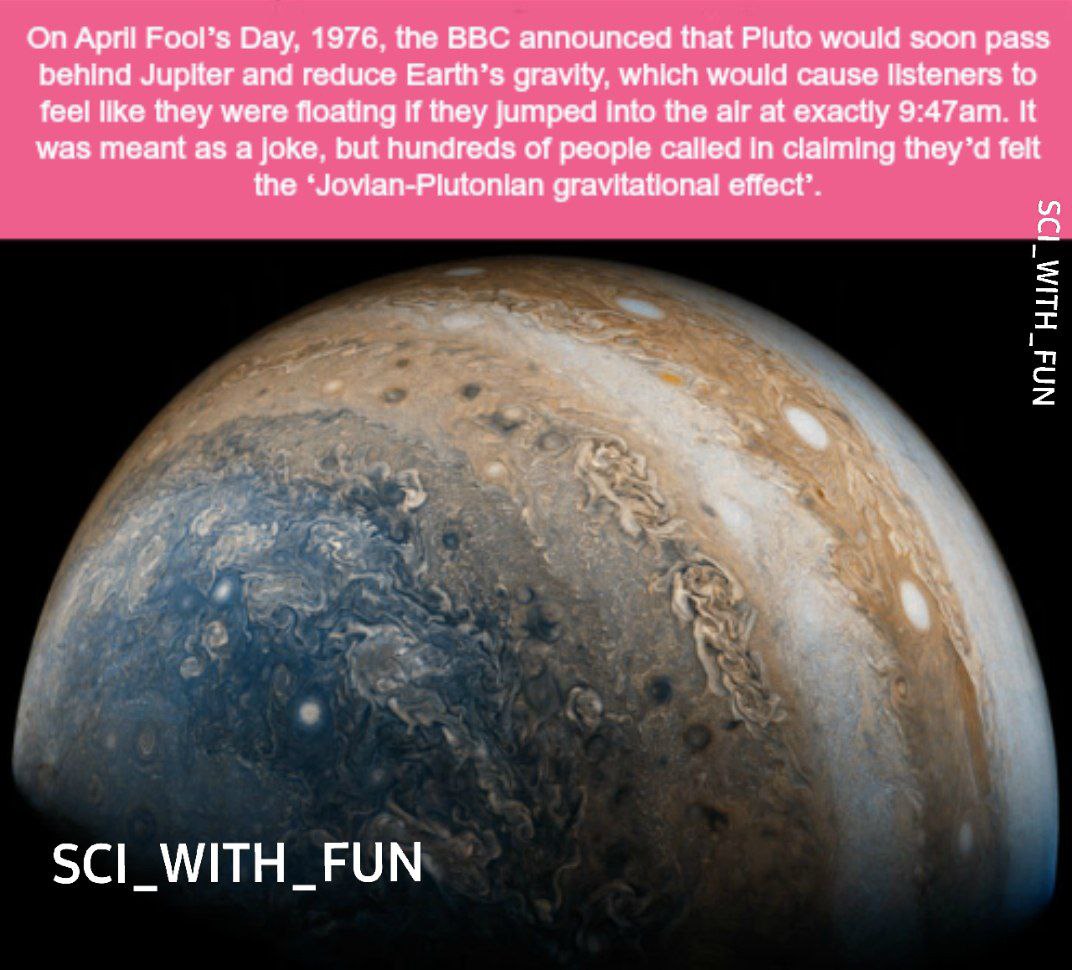 On April Fool's Day, 1976, the BBC announced that Pluto would soon pass
behind Jupiter and reduce Earth's gravity, which would cause listeners to
feel like they were floating if they jumped into the air at exactly 9:47am. It
was meant as a joke, but hundreds of people called in claiming they'd felt
the ‘Jovian-Plutonian gravitational effect’.
SCI_WITH_FUN
SCI_WITH_FUN